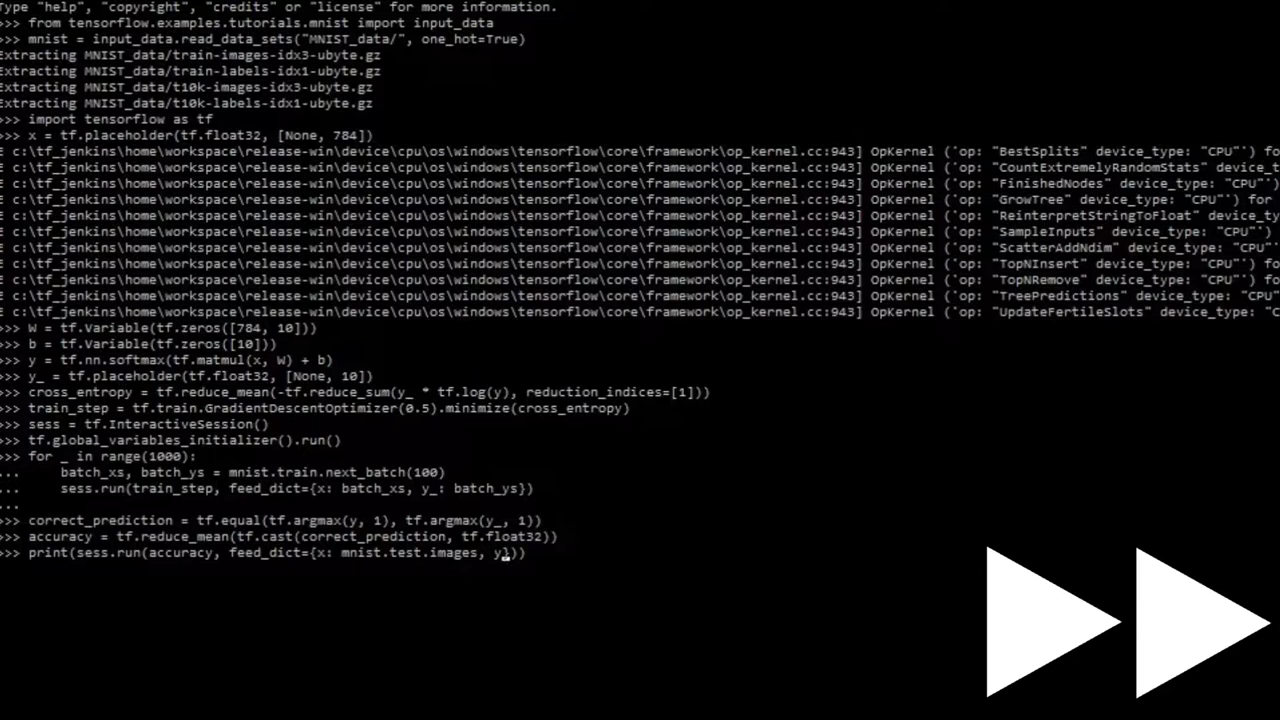 Type "help", "copyright", "credits" or "license" for more information.
>>> from tensorflow.examples.tutorials.mnist import input_data
>>> mnist = input_data.read_data_sets("MNIST_data/", one_hot=True)
Extracting MNIST_data/train-images-idx3-ubyte.gz
Extracting MNIST_data/train-labels-idx1-ubyte.gz
Extracting MNIST_data/t10k-images-idx3-ubyte.gz
Extracting MNIST_data/t10k-labels-idx1-ubyte.gz
>>> import tensorflow as tf
>>> x = tf.placeholder(tf.float32, [None, 784])
E c:\tf_jenkins\home\workspace\release-win\device\cpu\os\windows\tensorflow\core\framework\op_kernel.cc:943] OpKernel ('op: "BestSplits" device_type: "CPU"') fo
E c:\tf_jenkins\home\workspace\release-win\device\cpu\os\windows\tensorflow\core\framework\op_kernel.cc:943] OpKernel ('op: "CountExtremelyRandomStats" device_t
E c:\tf_jenkins\home\workspace\release-win\device\cpu\os\windows\tensorflow\core\framework\op_kernel.cc:943] OpKernel ('op: "FinishedNodes" device_type: "CPU"')
E c:\tf_jenkins\home\workspace\release-win\device\cpu\os\windows\tensorflow\core\framework\op_kernel.cc:943] OpKernel ('op: "GrowTree" device_type: "CPU"') for
E c:\tf_jenkins\home\workspace\release-win\device\cpu\os\windows\tensorflow\core\framework\op_kernel.cc:943] OpKernel ('op: "ReinterpretStringToFloat" device_ty
E c:\tf_jenkins\home\workspace\release-win\device\cpu\os\windows\tensorflow\core\framework\op_kernel.cc:943] OpKernel ('op: "SampleInputs" device_type: "CPU"')
E c:\tf_jenkins\home\workspace\release-win\device\cpu\os\windows\tensorflow\core\framework\op_kernel.cc:943] OpKernel ('op: "ScatterAddNdim" device_type: "CPU"'
E c:\tf_jenkins\home\workspace\release-win\device\cpu\os\windows\tensorflow\core\framework\op_kernel.cc:943] OpKernel ('op: "TopNInsert" device_type: "CPU"') fo
E c:\tf_jenkins\home\workspace\release-win\device\cpu\os\windows\tensorflow\core\framework\op_kernel.cc:943] OpKernel ('op: "TopNRemove" device_type: "CPU"') fo
E c:\tf_jenkins\home\workspace\release-win\device\cpu\os\windows\tensorflow\core\framework\op_kernel.cc:943] OpKernel ('op: "TreePredictions" device_type: "CPU"
E c:\tf_jenkins\home\workspace\release-win\device\cpu\os\windows\tensorflow\core\framework\op_kernel.cc:943] OpKernel ('op: "UpdateFertileSlots" device_type: "C
>>> W = tf.Variable(tf.zeros([784, 10]))
>>> b = tf.Variable(tf.zeros([10]))
>>> y = tf.nn.softmax(tf.matmul(x, W) + b)
>>> y_ = tf.placeholder(tf.float32, [None, 10])
>>> cross_entropy = tf.reduce_mean(-tf.reduce_sum(y_ * tf.log(y), reduction_indices=[1]))
>>> train_step = tf.train.GradientDescentOptimizer(0.5).minimize(cross_entropy)
>>> sess = tf.InteractiveSession()
>>> tf.global_variables_initializer().run()
>>> for _ in range(1000):
...     batch_xs, batch_ys = mnist.train.next_batch(100)
...     sess.run(train_step, feed_dict={x: batch_xs, y_: batch_ys})
...
>>> correct_prediction = tf.equal(tf.argmax(y, 1), tf.argmax(y_, 1))
>>> accuracy = tf.reduce_mean(tf.cast(correct_prediction, tf.float32))
>>> print(sess.run(accuracy, feed_dict={x: mnist.test.images, y}))